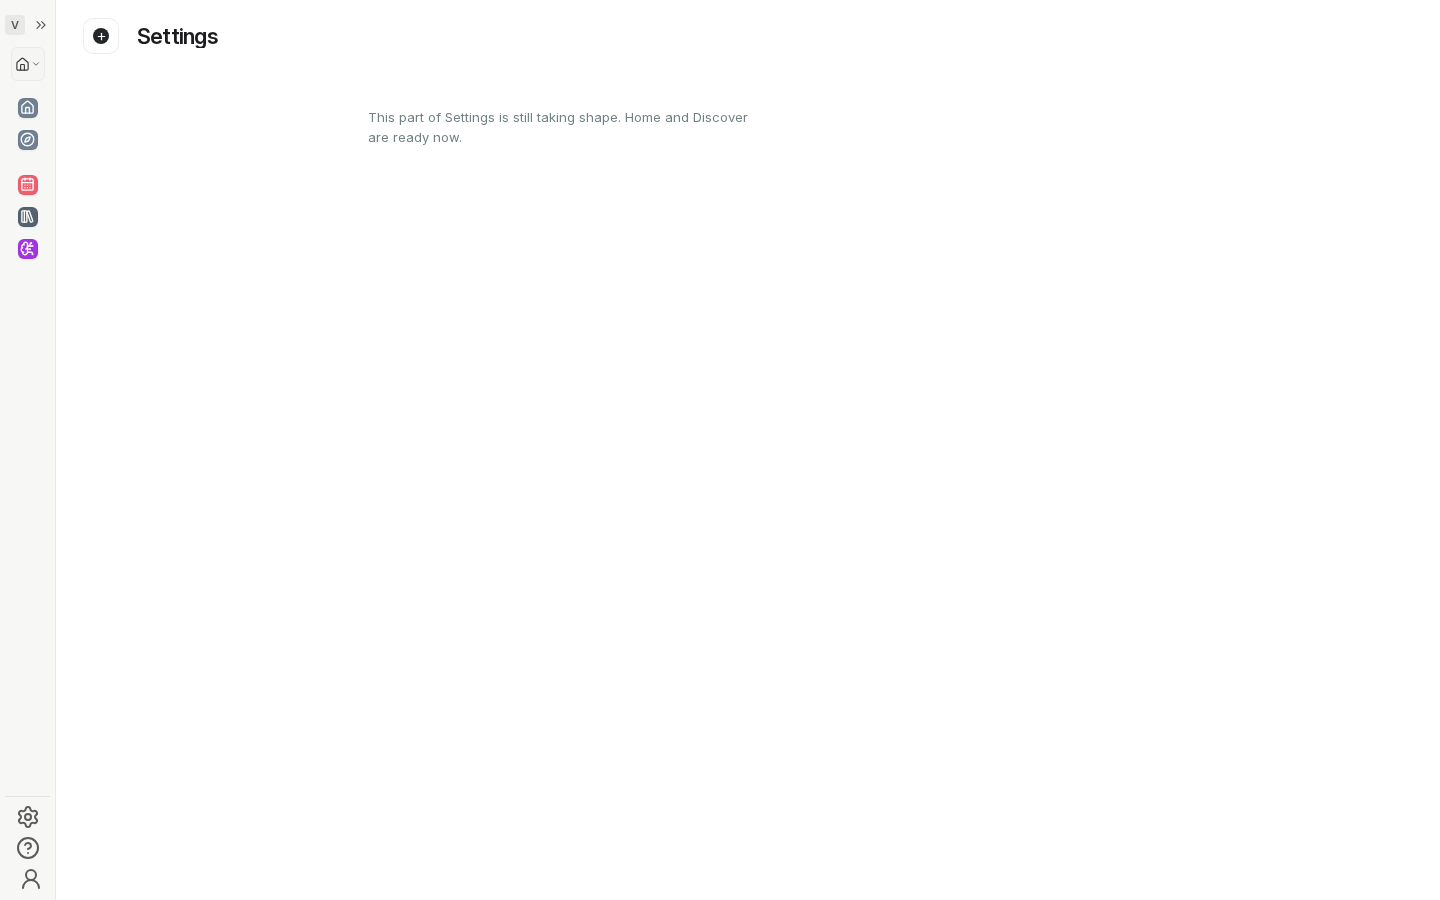 V
Settings
This part of Settings is still taking shape. Home and Discover
are ready now.